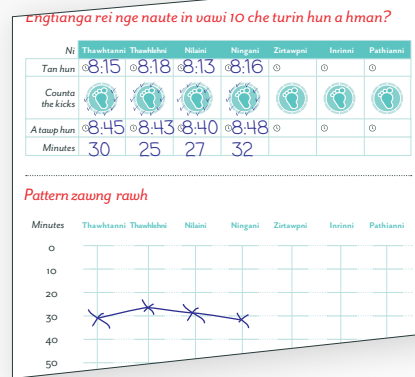 Engtianga rei nge naute in vawi 10 che turin hun a hman?
Ni Thawhtanni Thawhlehni Nilaini Ningani Zirtawpni Inrinni Pathianni
Tan hun 8:15 8:18 8:13 8:16
Counta
the kicks
A tawp hun 8:45 8:43 8:40 8:48
Minutes 30 25 27 32
Pattern zawng rawh
Minutes Thawhtanni Thawhlehni Nilaini Ningani Zirtawpni Inrinni Pathianni
0
10
20
30
40
50